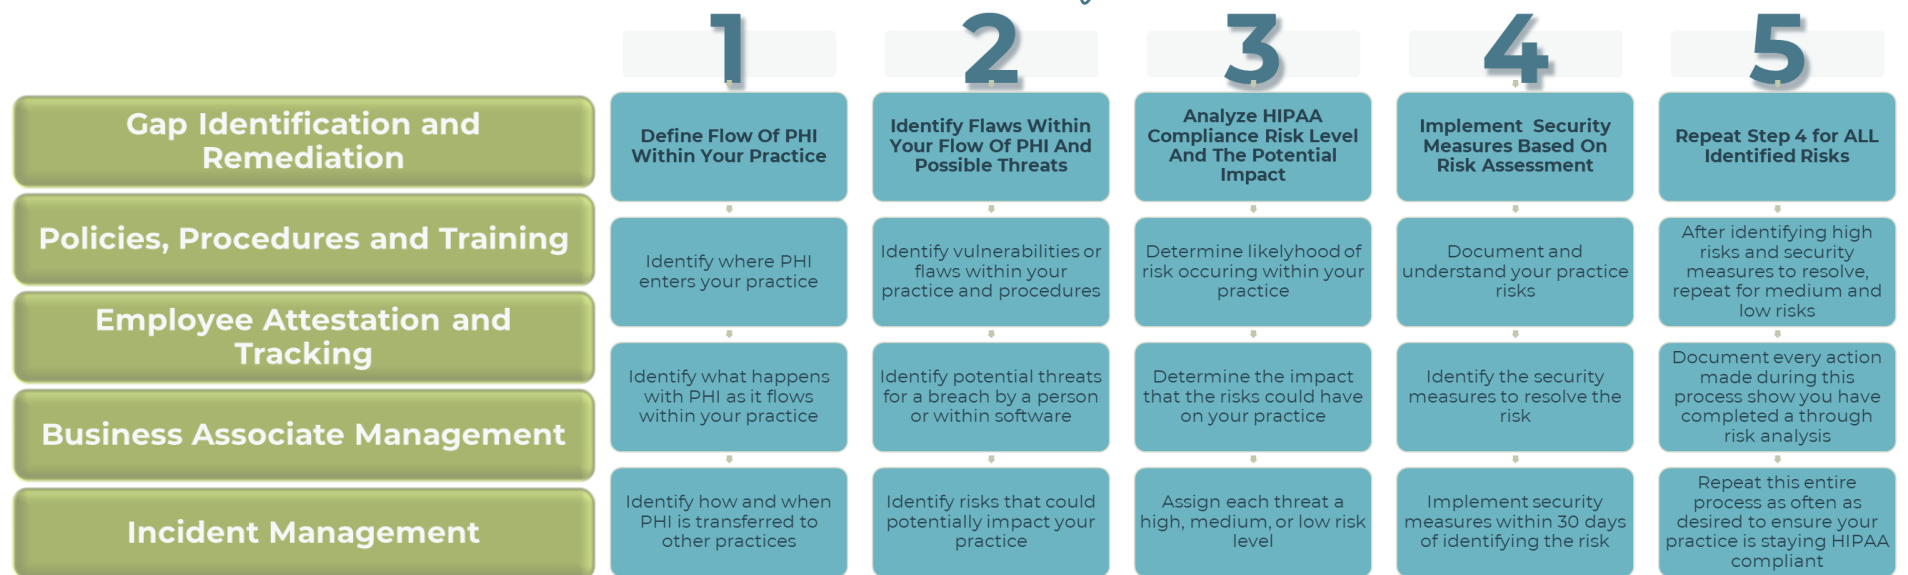 Gap Identification and
Remediation
Policies, Procedures and Training
Employee Attestation and
Tracking
Business Associate Management
Incident Management
1
Define Flow Of PHI
Within Your Practice
Identify where PHI
enters your practice
Identify what happens
with PHI as it flows
within your practice
Identify how and when
PHI is transferred to
other practices
2
Identify Flaws Within
Your Flow Of PHI And
Possible Threats
Identify vulnerabilities or
flaws within your
practice and procedures
Identify potential threats
for a breach by a person
or within software
Identify risks that could
potentially impact your
practice
3
Analyze HIPAA
Compliance Risk Level
And The Potential
Impact
Determine likelyhood of
risk occuring within your
practice
Determine the impact
that the risks could have
on your practice
Assign each threat a
high, medium, or low risk
level
4
Implement  Security
Measures Based On
Risk Assessment
Document and
understand your practice
risks
Identify the security
measures to resolve the
risk
Implement security
measures within 30 days
of identifying the risk
5
Repeat Step 4 for ALL
Identified Risks
After identifying high
risks and security
measures to resolve,
repeat for medium and
low risks
Document every action
made during this
process show you have
completed a through
risk analysis
Repeat this entire
process as often as
desired to ensure your
practice is staying HIPAA
compliant